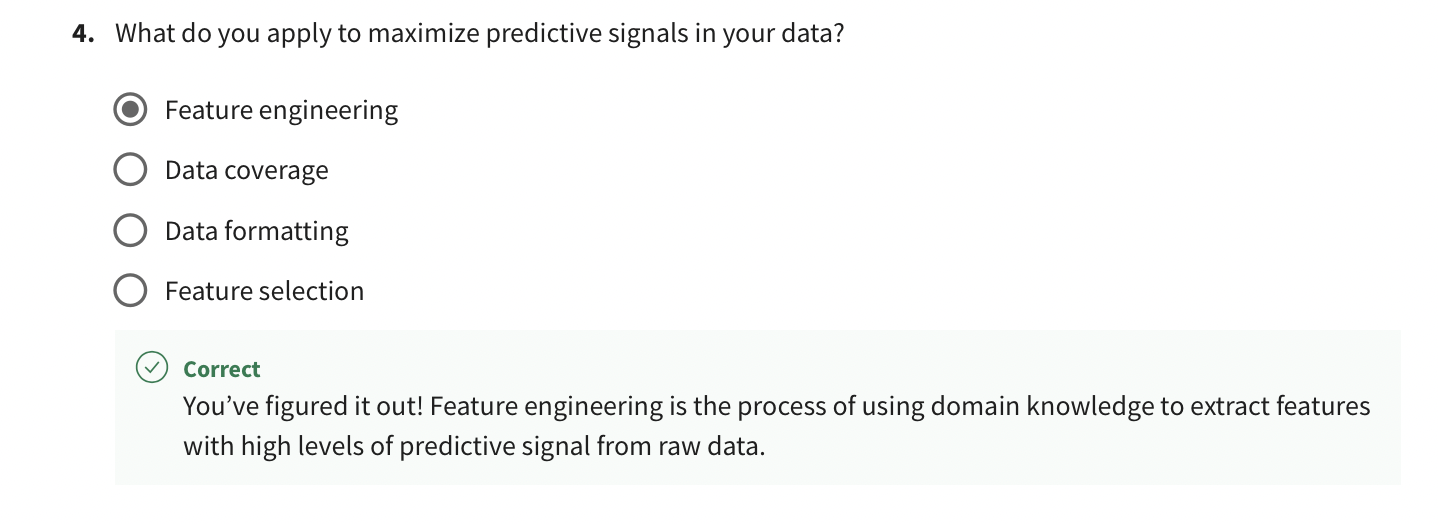 4. What do you apply to maximize predictive signals in your data?
Feature engineering
Data coverage
Data formatting
Feature selection
Correct
You’ve figured it out! Feature engineering is the process of using domain knowledge to extract features
with high levels of predictive signal from raw data.